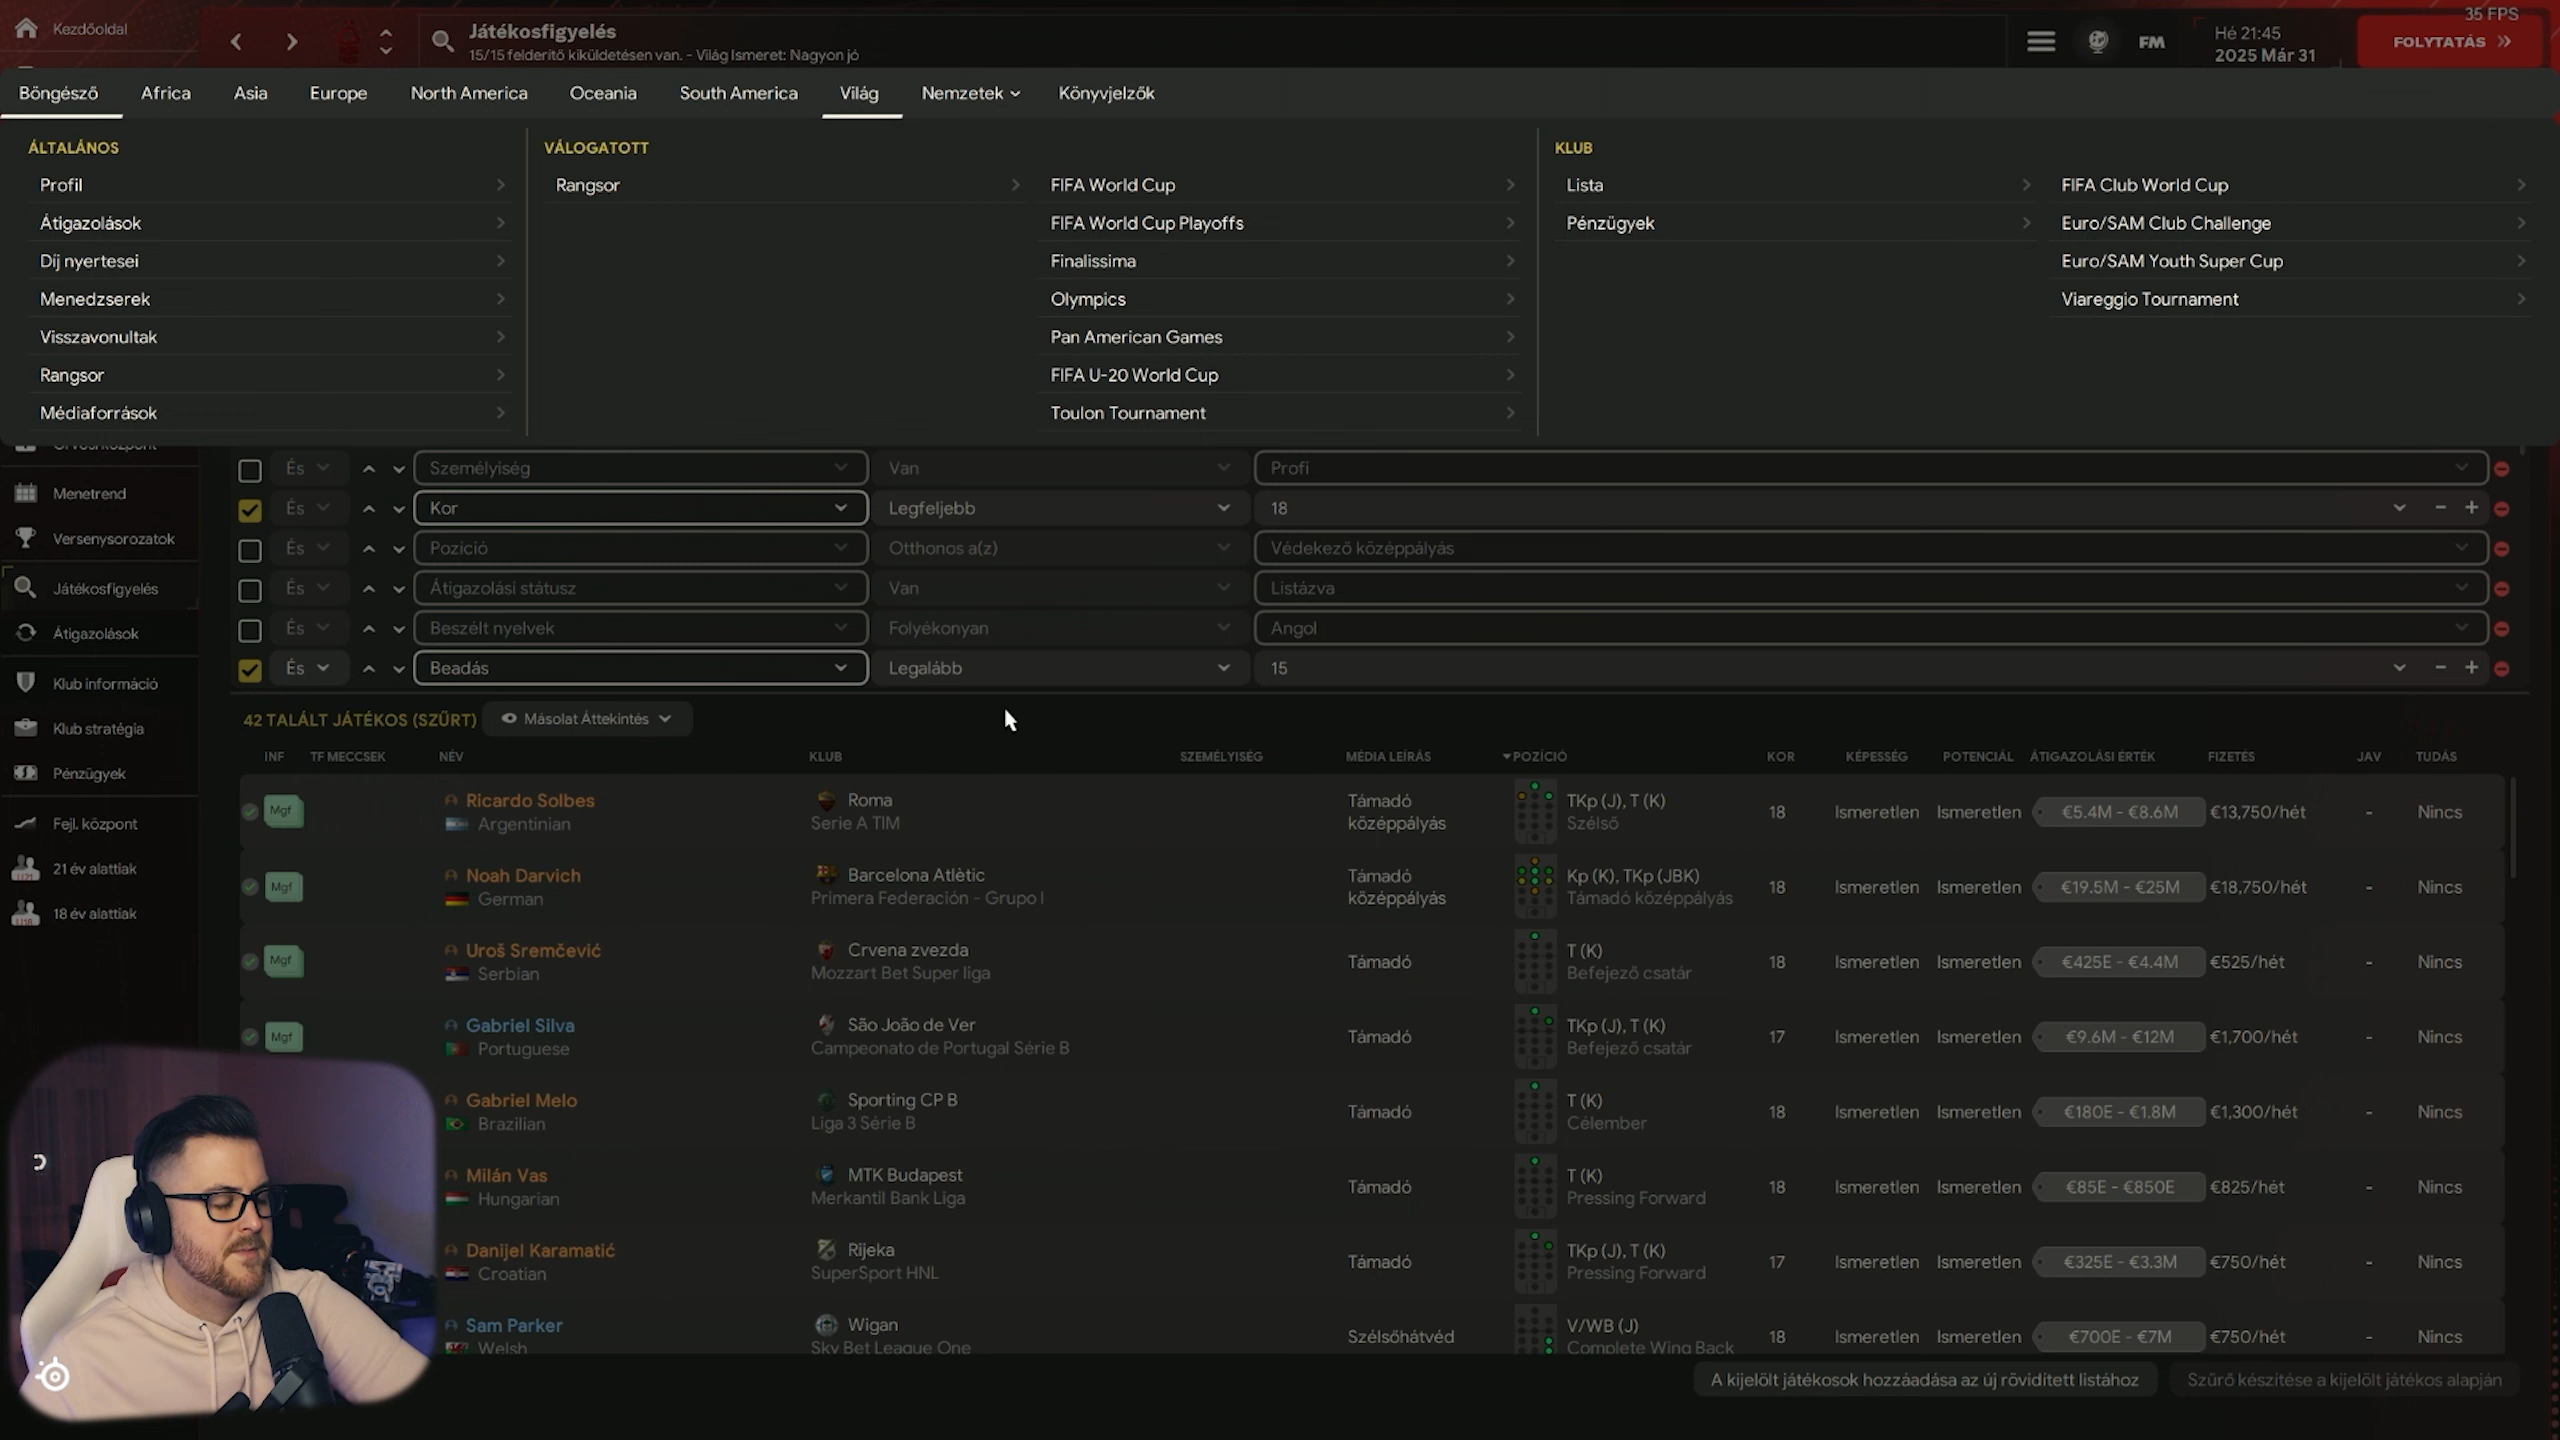 35 FPS
Kezdőoldal
Játékosfigyelés
15/15 felderítő kiküldetésen van. - Világ Ismeret: Nagyon jó
FM
Hé 21:45
2025 Már 31
FOLYTATÁS
Böngésző Africa Asia Europe North America Oceania South America Világ Nemzetek Könyvjelzők
ÁLTALÁNOS
Profil
Átigazolások
Díj nyertesei
Menedzserek
Visszavonultak
Rangsor
Médiaforrások
VÁLOGATOTT
Rangsor
FIFA World Cup
FIFA World Cup Playoffs
Finalissima
Olympics
Pan American Games
FIFA U-20 World Cup
Toulon Tournament
KLUB
Lista
Pénzügyek
FIFA Club World Cup
Euro/SAM Club Challenge
Euro/SAM Youth Super Cup
Viareggio Tournament
Menetrend
Versenysorozatok
Játékosfigyelés
Átigazolások
Klub információ
Klub stratégia
Pénzügyek
Fejl. központ
21 év alattiak
18 év alattiak
És Személyiség Van Profi
És Kor Legfeljebb 18
És Pozíció Otthonos a(z) Védekező középpályás
És Átigazolási státusz Van Listázva
És Beszélt nyelvek Folyékonyan Angol
És Beadás Legalább 15
42 TALÁLT JÁTÉKOS (SZŰRT) Másolat Áttekintés
INF TF MECCSEK NÉV KLUB SZEMÉLYISÉG MÉDIA LEÍRÁS POZÍCIÓ KOR KÉPESSÉG POTENCIÁL ÁTIGAZOLÁSI ÉRTÉK FIZETÉS JAV TUDÁS
Mgf Ricardo Solbes Roma Támadó TKp (J), T (K) 18 Ismeretlen Ismeretlen €5.4M - €8.6M €13,750/hét - Nincs
Argentinian Serie A TIM középpályás Szélső
Mgf Noah Darvich Barcelona Atlètic Támadó Kp (K), TKp (JBK) 18 Ismeretlen Ismeretlen €19.5M - €25M €18,750/hét - Nincs
German Primera Federación - Grupo I középpályás Támadó középpályás
Mgf Uroš Sremčević Crvena zvezda Támadó T (K) 18 Ismeretlen Ismeretlen €425E - €4.4M €525/hét - Nincs
Serbian Mozzart Bet Super liga Befejező csatár
Mgf Gabriel Silva São João de Ver Támadó TKp (J), T (K) 17 Ismeretlen Ismeretlen €9.6M - €12M €1,700/hét - Nincs
Portuguese Campeonato de Portugal Série B Befejező csatár
Gabriel Melo Sporting CP B Támadó T (K) 18 Ismeretlen Ismeretlen €180E - €1.8M €1,300/hét - Nincs
Brazilian Liga 3 Série B Célember
Milán Vas MTK Budapest Támadó T (K) 18 Ismeretlen Ismeretlen €85E - €850E €825/hét - Nincs
Hungarian Merkantil Bank Liga Pressing Forward
Danijel Karamatić Rijeka Támadó TKp (J), T (K) 17 Ismeretlen Ismeretlen €325E - €3.3M €750/hét - Nincs
Croatian SuperSport HNL Pressing Forward
Sam Parker Wigan Szélsőhátvéd V/WB (J) 18 Ismeretlen Ismeretlen €700E - €7M €750/hét - Nincs
Welsh Sky Bet League One Complete Wing Back
A kijelölt játékosok hozzáadása az új rövidített listához Szűrő készítése a kijelölt játékos alapján